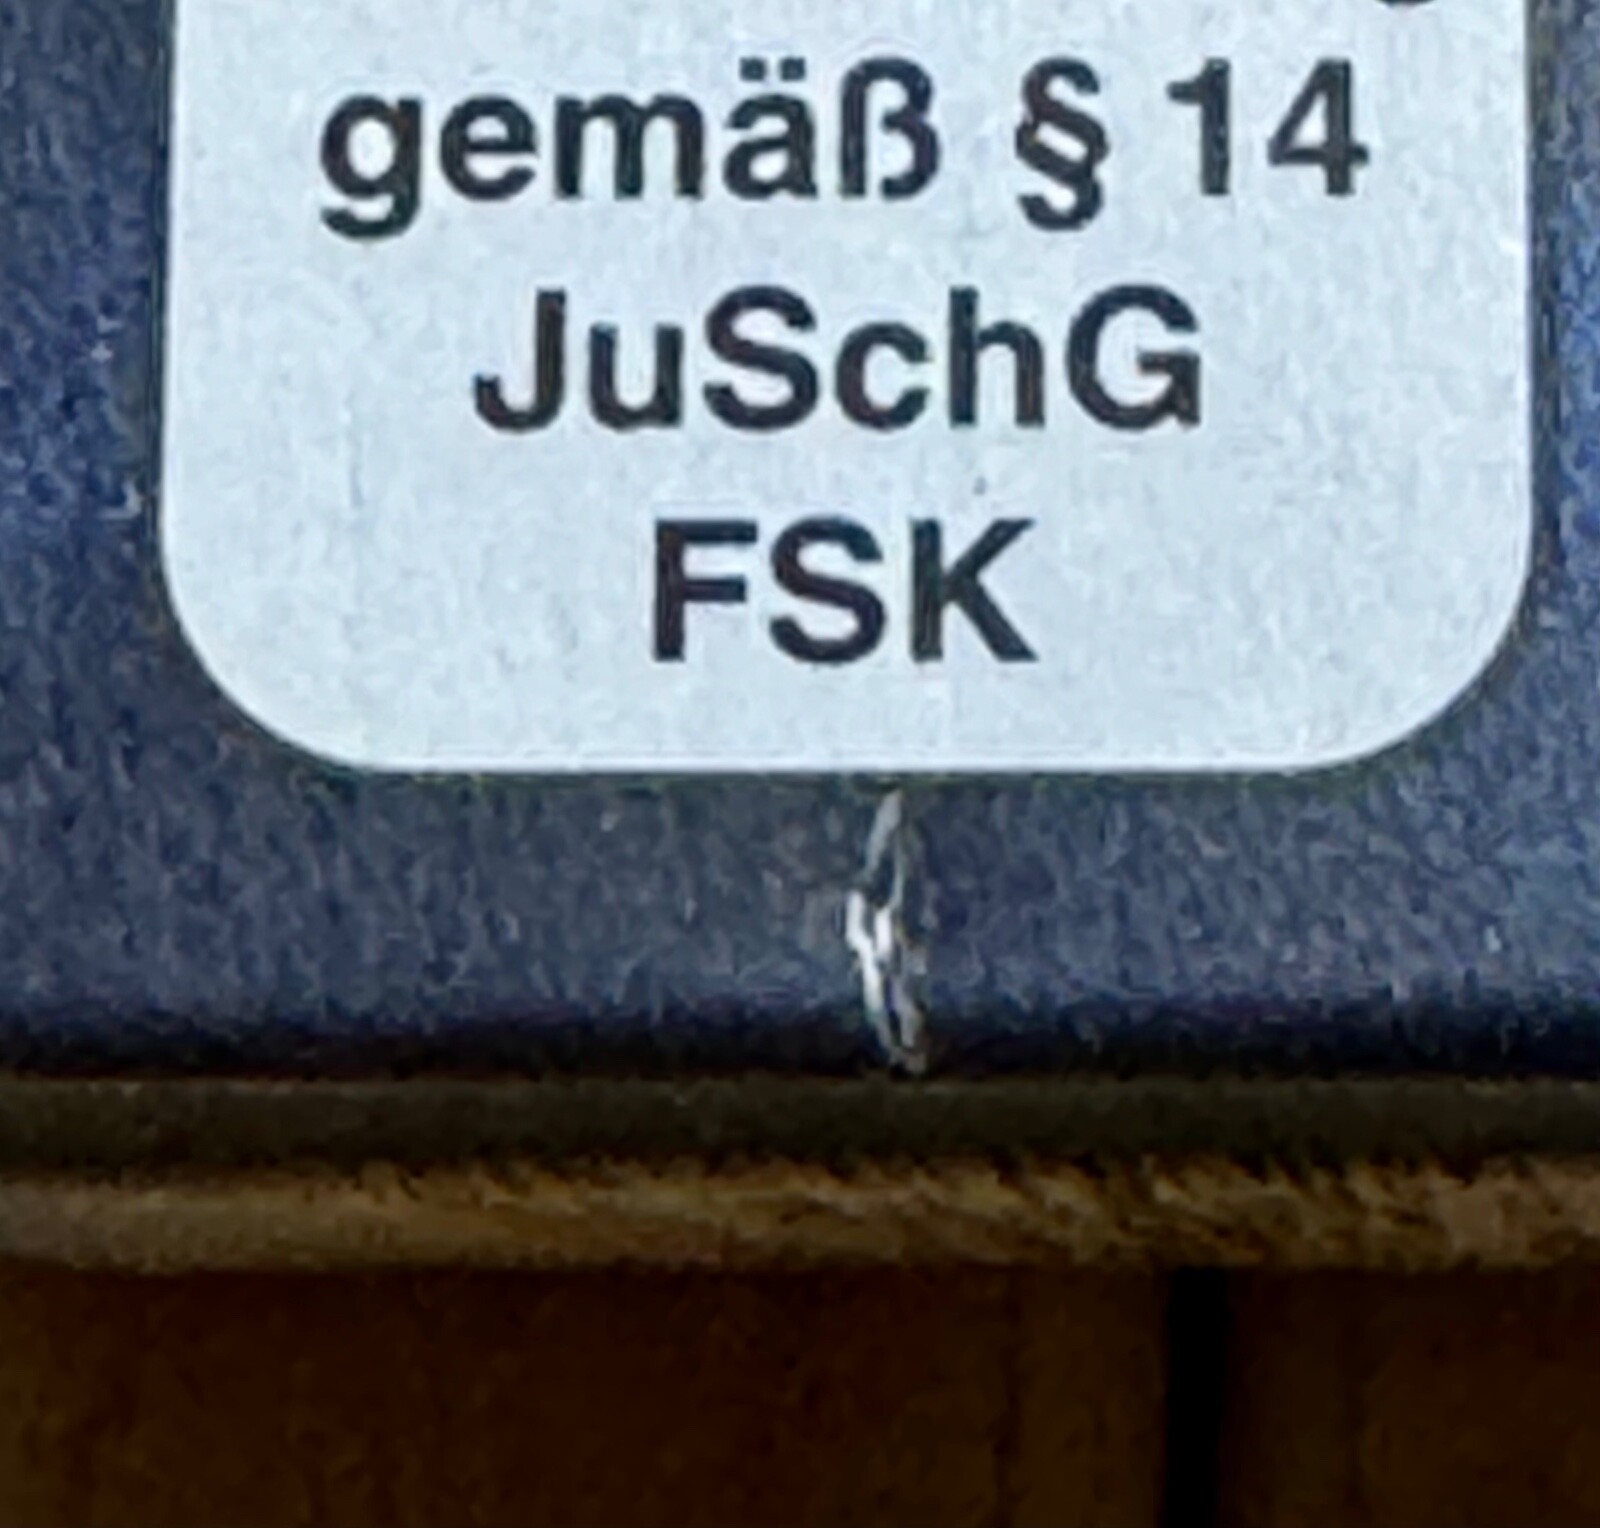 gemäß § 14
JuSchG
FSK